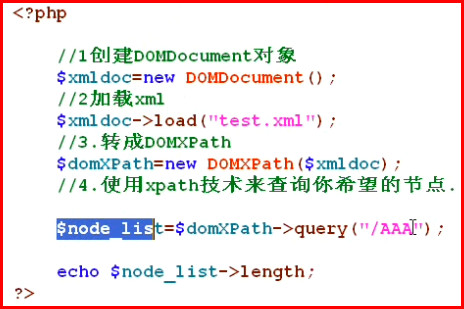 <?php
//1创建DOMDocument对象
$xmldoc=new DOMDocument();
//2加载xml
$xmldoc->load("test.xml");
//3.转成DOMXPath
$domXPath=new DOMXPath($xmldoc);
//4.使用xpath技术来查询你希望的节点.
$node_list=$domXPath->query("/AAA");
echo $node_list->length;
?>